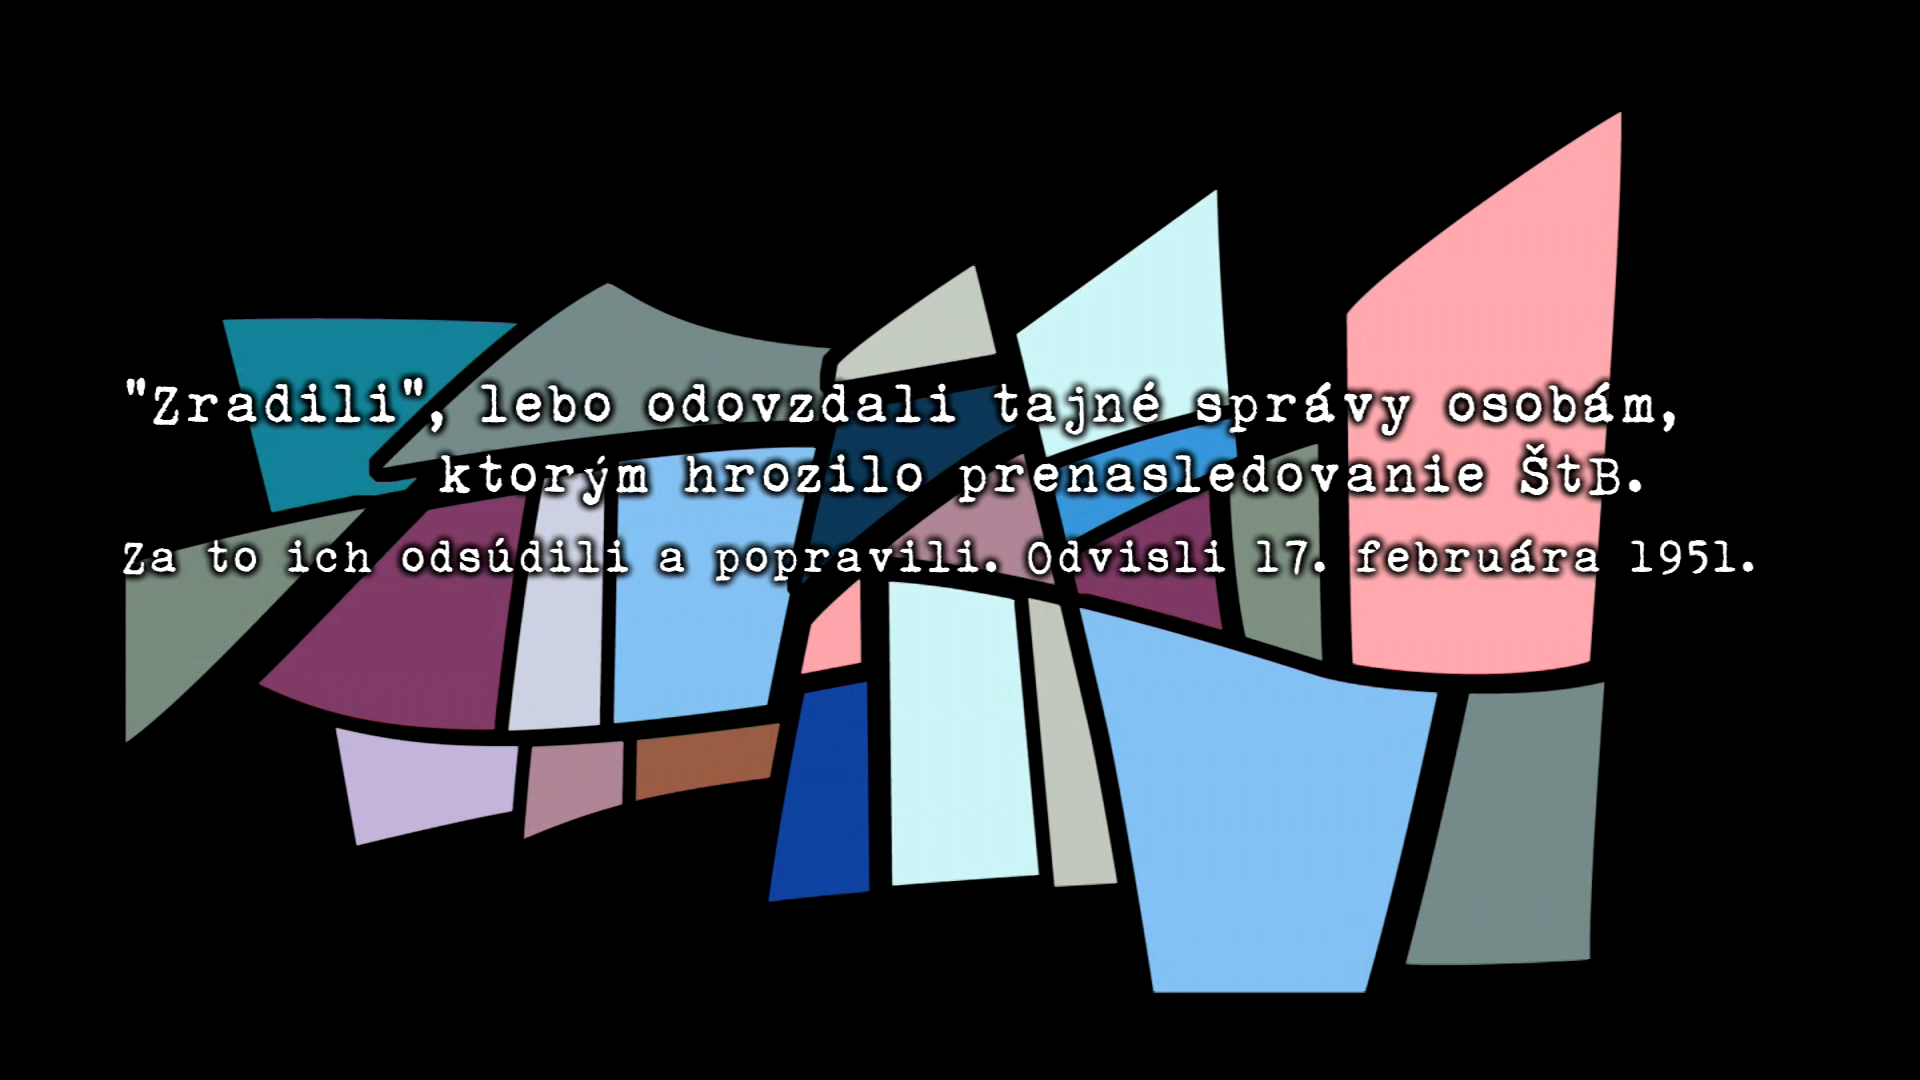 "Zradili", lebo odovzdali tajné správy osobám,
ktorým hrozilo prenasledovanie ŠtB.
Za to ich odsúdili a popravili. Odvisli 17. februára 1951.